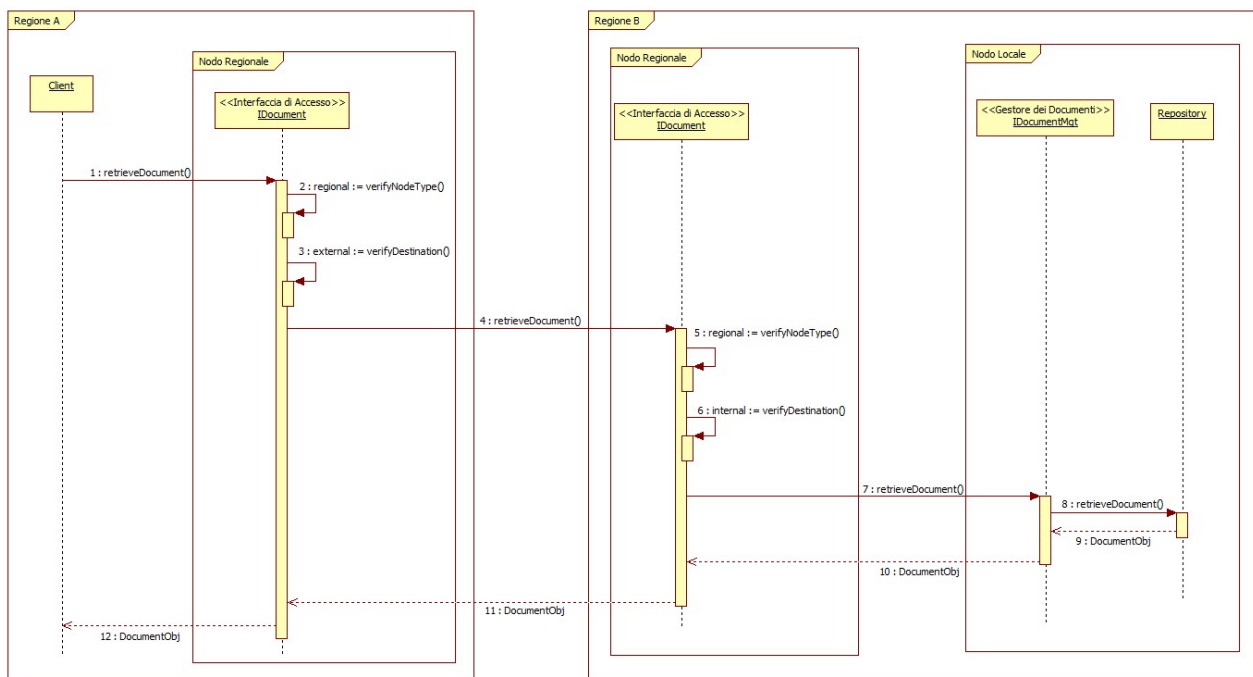 Regione A
Regione B
Nodo Regionale
Nodo Regionale
Nodo Locale
Client
<<Interfaccia di Accesso>>
IDocument
<<Interfaccia di Accesso>>
IDocument
<<Gestore dei Documenti>>
IDocumentMgt
Repository
1 : retrieveDocument()
2 : regional := verifyNodeType()
3 : external := verifyDestination()
4 : retrieveDocument()
5 : regional := verifyNodeType()
6 : internal := verifyDestination()
7 : retrieveDocument()
8 : retrieveDocument()
9 : DocumentObj
10 : DocumentObj
11 : DocumentObj
12 : DocumentObj